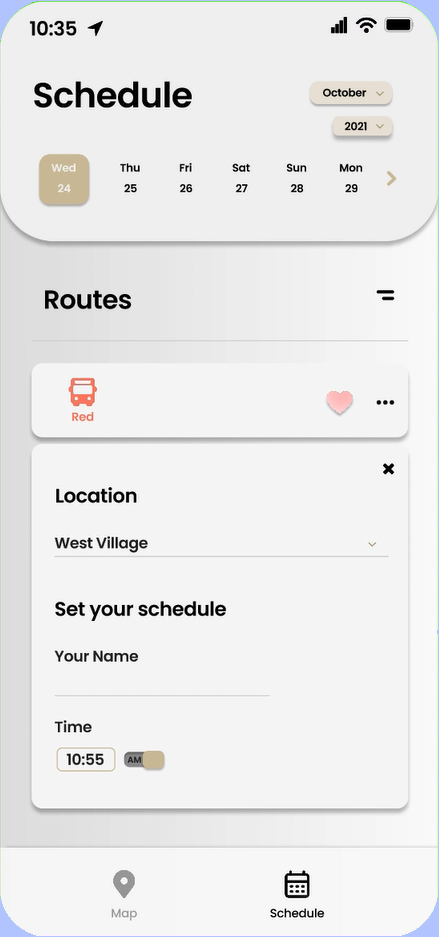 10:35
Schedule
October
2021
Wed Thu Fri Sat Sun Mon
24 25 26 27 28 29
Routes
Red
Location
West Village
Set your schedule
Your Name
Time
10:55 AM
Map Schedule